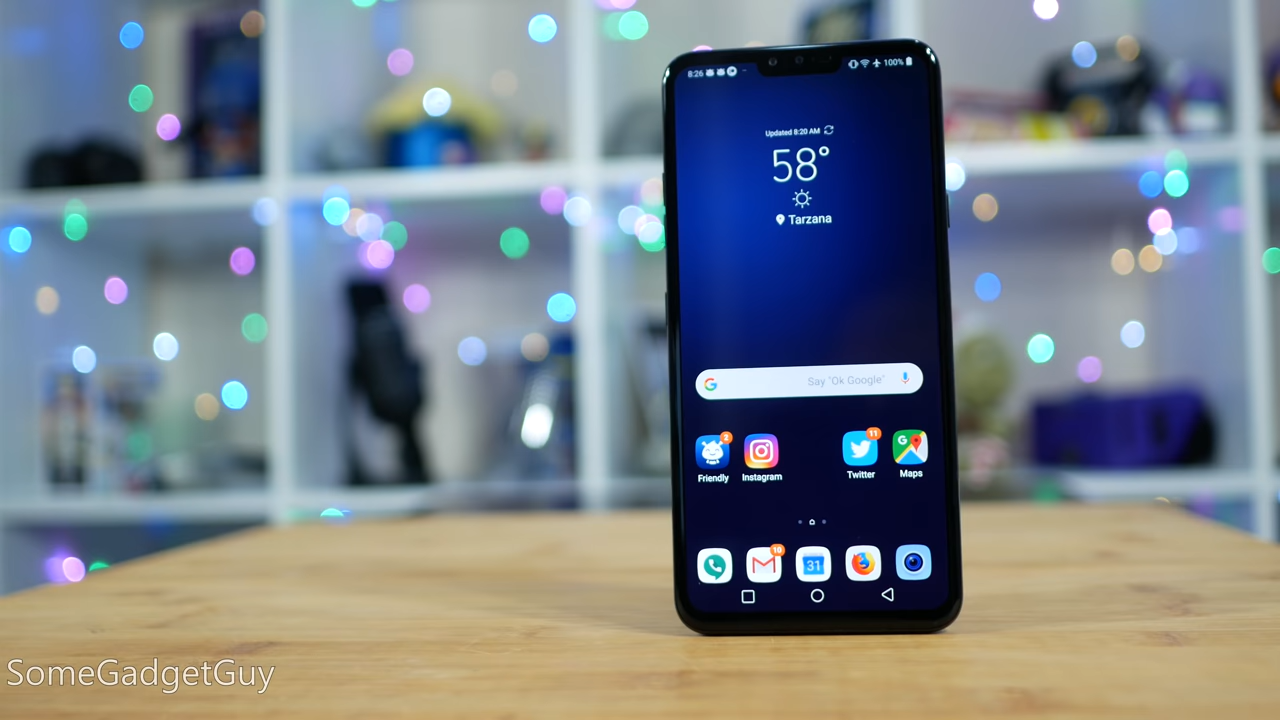 8:26
100%
Updated 8:20 AM
58°
Tarzana
G
Say "Ok Google"
2
11
G
Friendly
Instagram
Twitter
Maps
10
31
SomeGadgetGuy